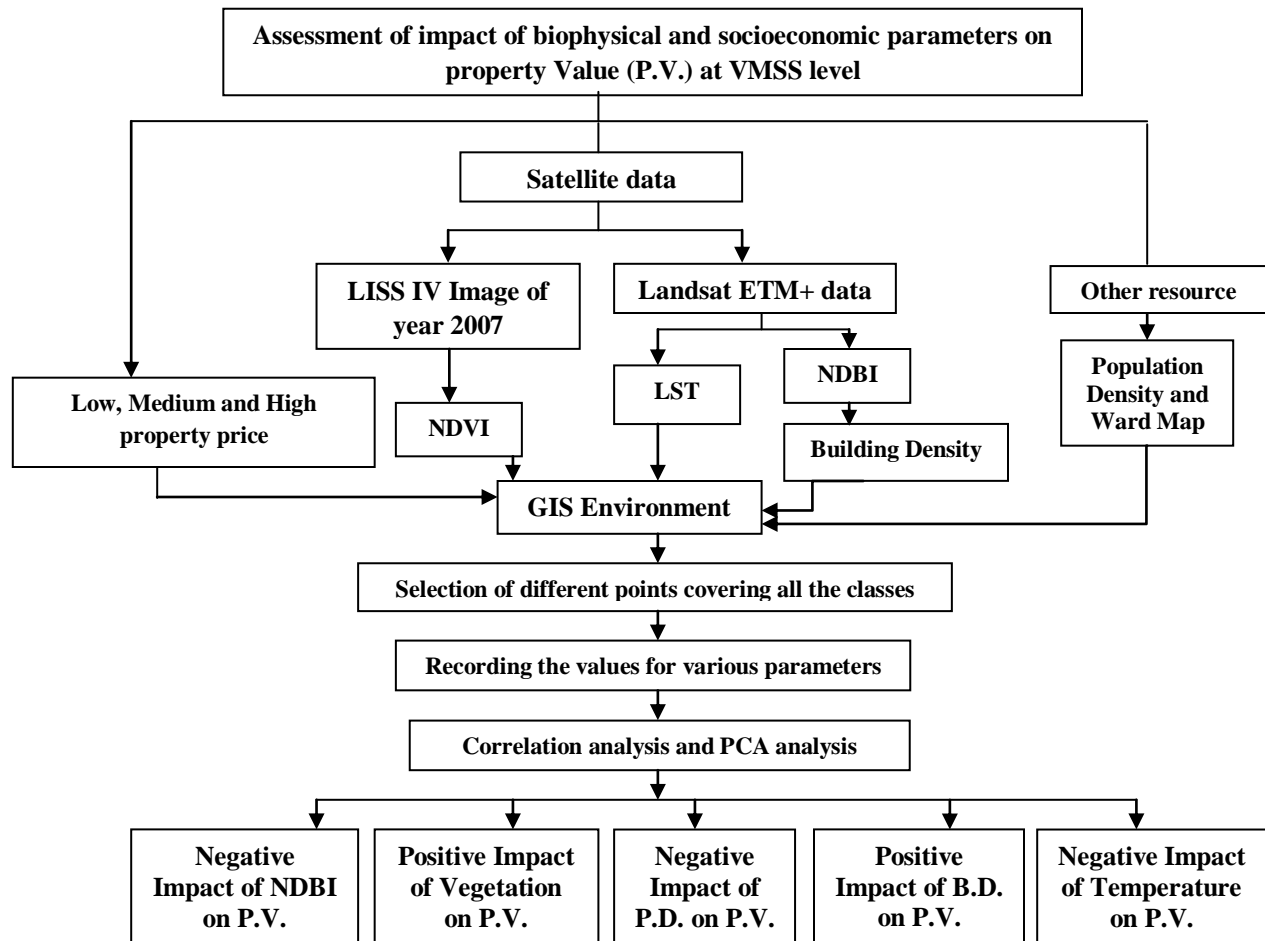 Assessment of impact of biophysical and socioeconomic parameters on
property Value (P.V.) at VMSS level
Satellite data
LISS IV Image of
year 2007
Landsat ETM+ data
Other resource
Low, Medium and High
property price
NDVI
LST
NDBI
Building Density
Population
Density and
Ward Map
GIS Environment
Selection of different points covering all the classes
Recording the values for various parameters
Correlation analysis and PCA analysis
Negative
Impact of NDBI
on P.V.
Positive Impact
of Vegetation
on P.V.
Negative
Impact of
P.D. on P.V.
Positive
Impact of B.D.
on P.V.
Negative Impact
of Temperature
on P.V.